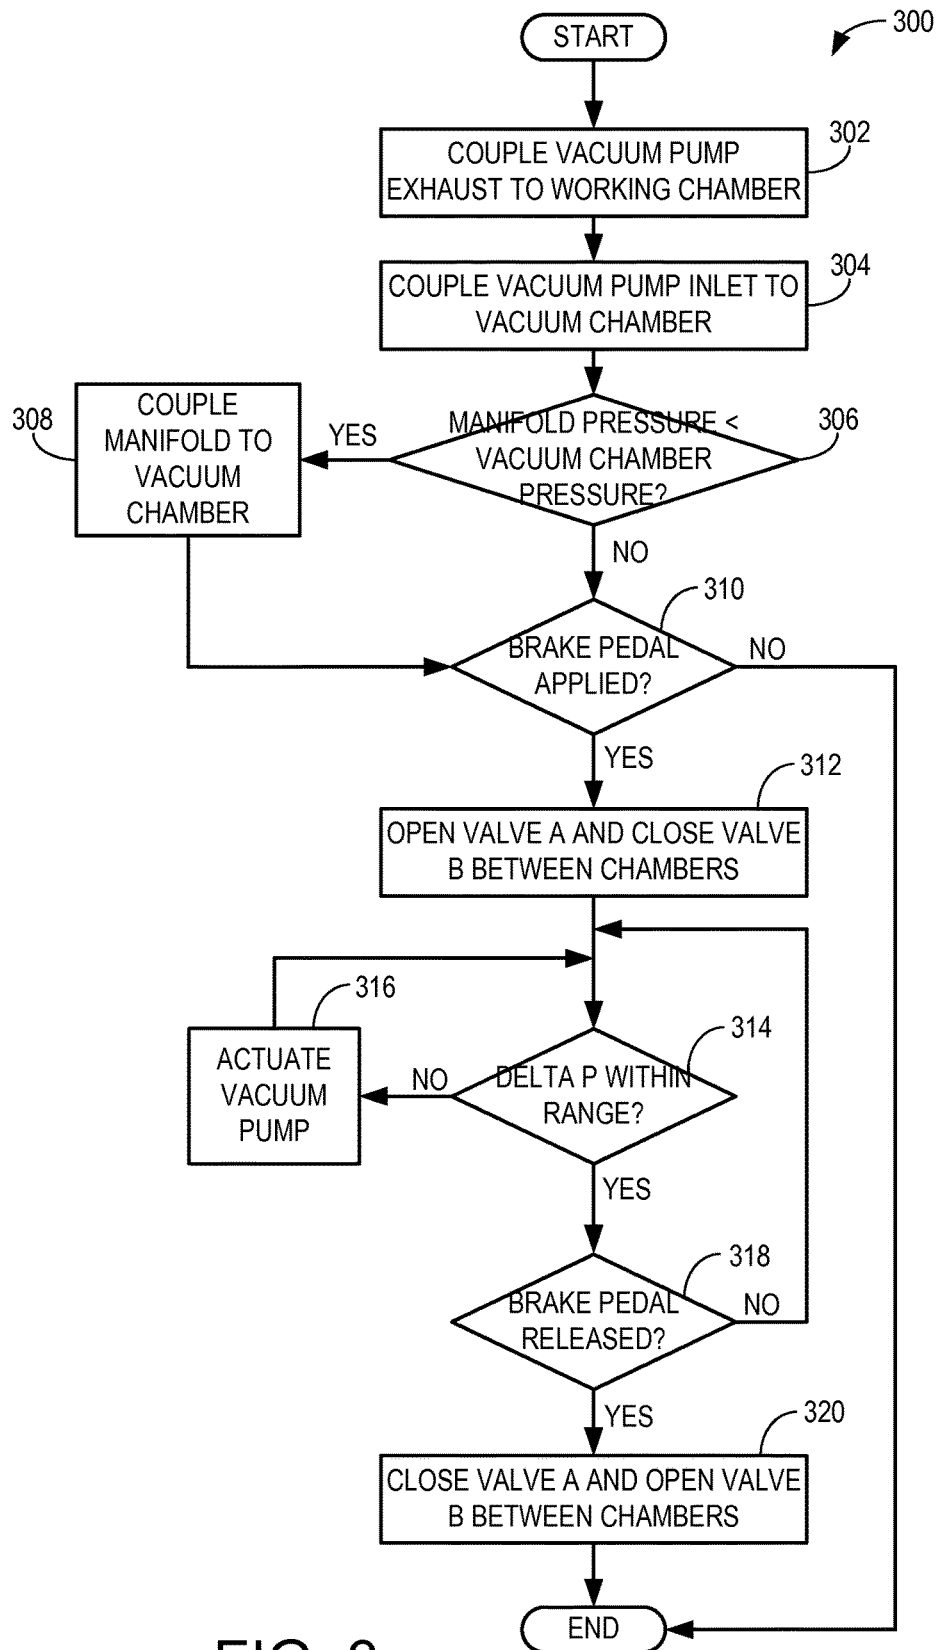 START
300
302
COUPLE VACUUM PUMP
EXHAUST TO WORKING CHAMBER
304
COUPLE VACUUM PUMP INLET TO
VACUUM CHAMBER
308
COUPLE
MANIFOLD TO
VACUUM
CHAMBER
YES
MANIFOLD PRESSURE <
VACUUM CHAMBER
PRESSURE?
306
NO
310
BRAKE PEDAL
APPLIED?
NO
YES
312
OPEN VALVE A AND CLOSE VALVE
B BETWEEN CHAMBERS
316
ACTUATE
VACUUM
PUMP
NO
314
DELTA P WITHIN
RANGE?
YES
318
BRAKE PEDAL
RELEASED?
NO
YES
320
CLOSE VALVE A AND OPEN VALVE
B BETWEEN CHAMBERS
END
FIG.